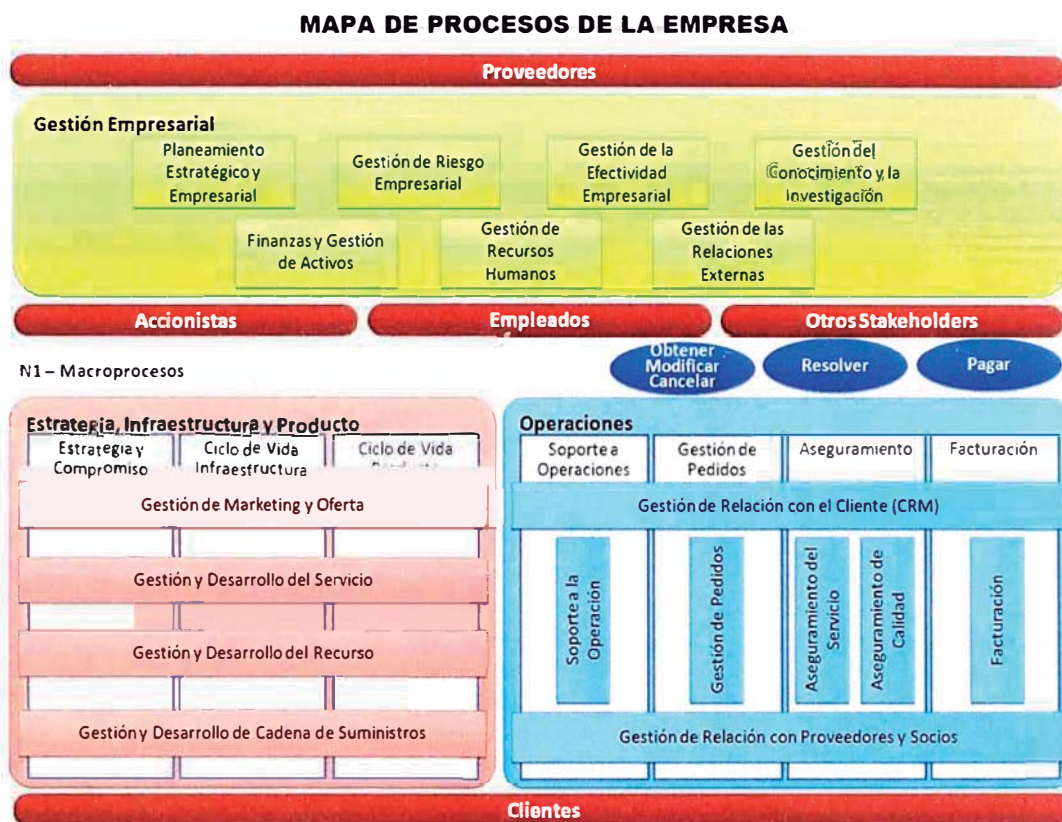 MAPA DE PROCESOS DE LA EMPRESA
Proveedores
Gestión Empresarial
Planeamiento
Estratégico y
Empresarial
Gestión de Riesgo
Empresarial
Gestión de la
Efectividad
Empresarial
Gestión del
Conocimiento y la
Investigación
Finanzas y Gestión
de Activos
Gestión de
Recursos
Humanos
Gestión de las
Relaciones
Externas
Accionistas
Empleados
Otros Stakeholders
N1 – Macroprocesos
Obtener
Modificar
Cancelar
Resolver
Pagar
Estrategia, Infraestructura y Producto
Estrategia y
Compromiso
Ciclo de Vida
Infraestructura
Ciclo de Vida
Gestión de Marketing y Oferta
Gestión y Desarrollo del Servicio
Gestión y Desarrollo del Recurso
Gestión y Desarrollo de Cadena de Suministros
Operaciones
Soporte a
Operaciones
Gestión de
Pedidos
Aseguramiento
Facturación
Gestión de Relación con el Cliente (CRM)
Soporte a la
Operación
Gestión de Pedidos
Aseguramiento del
Servicio
Aseguramiento de
Calidad
Facturación
Gestión de Relación con Proveedores y Socios
Clientes